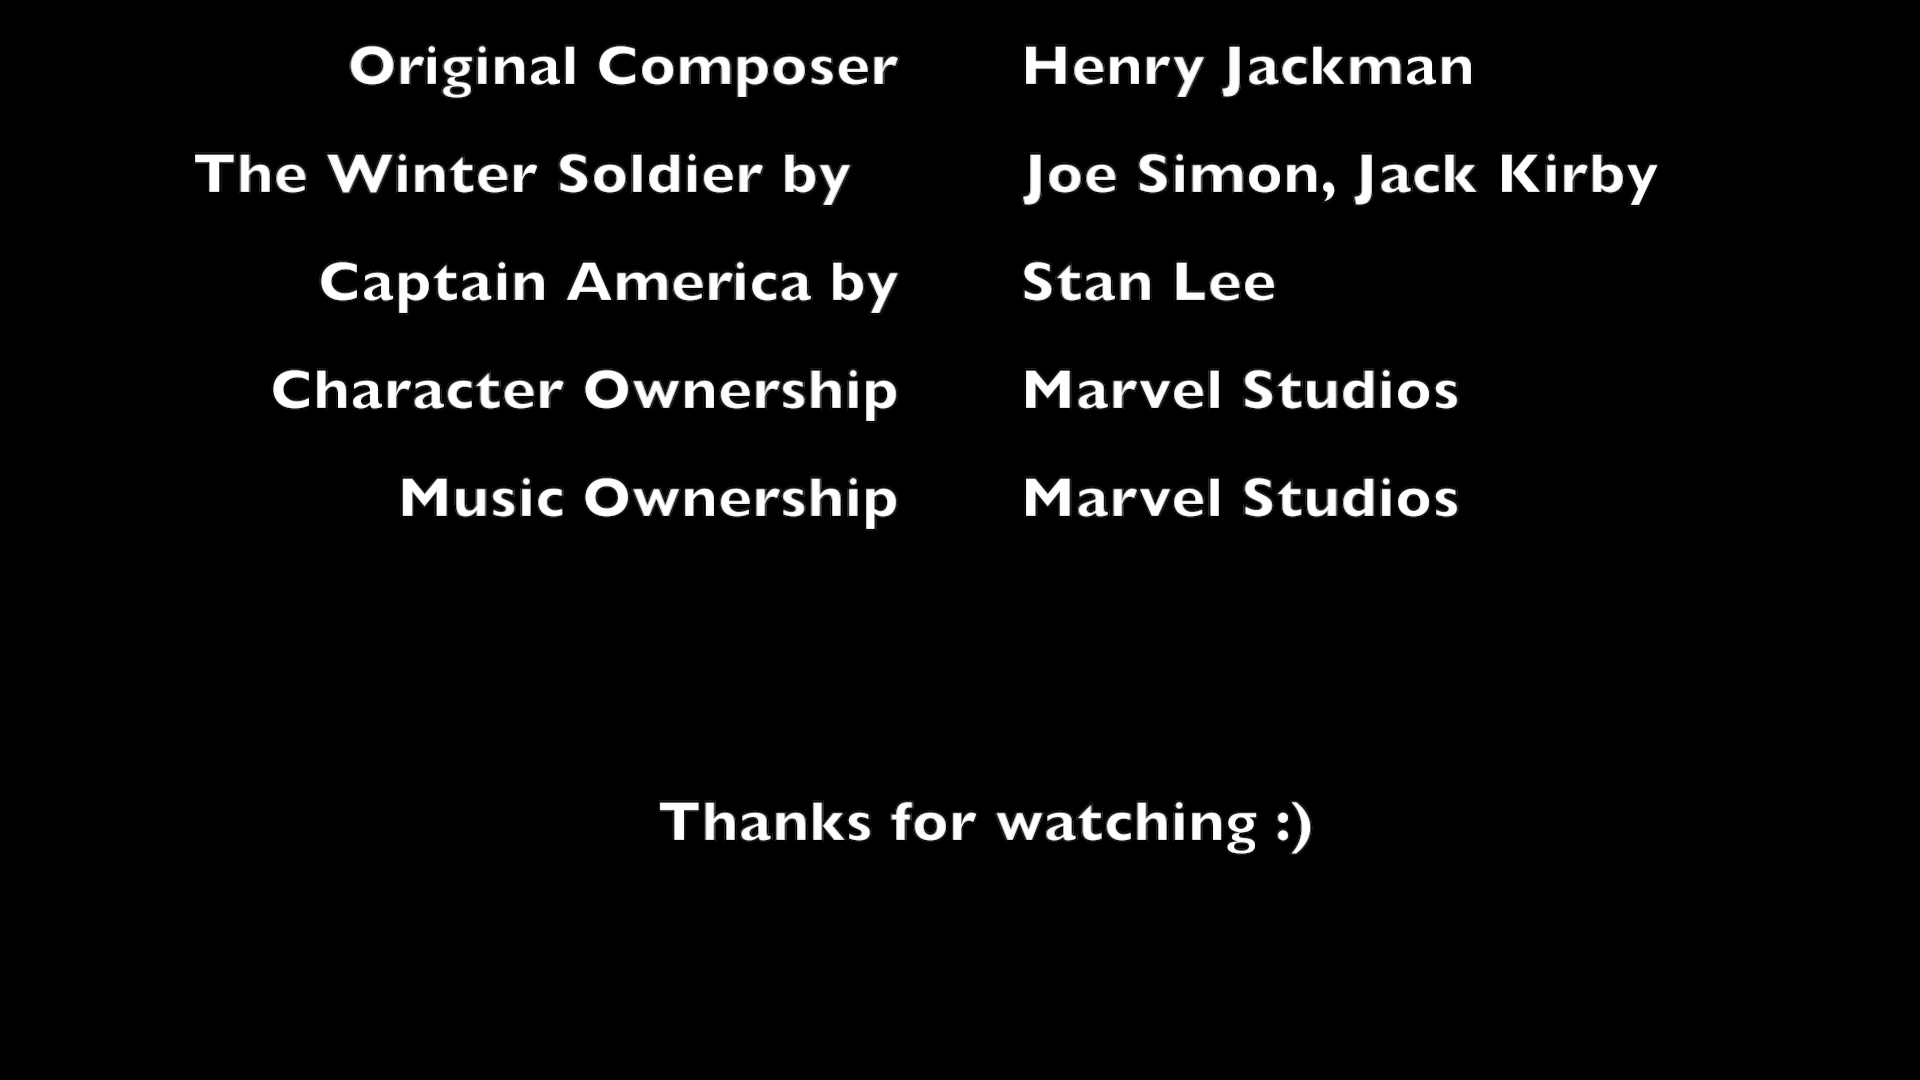 Original Composer Henry Jackman
The Winter Soldier by Joe Simon, Jack Kirby
Captain America by Stan Lee
Character Ownership Marvel Studios
Music Ownership Marvel Studios
Thanks for watching :)